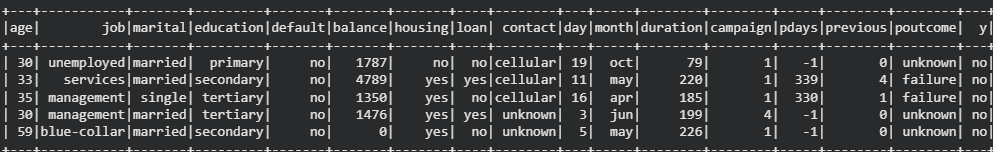 +---+-----------+-------+---------+-------+-------+-------+----+--------+---+-----+--------+--------+-----+--------+--------+---+
|age|        job|marital|education|default|balance|housing|loan| contact|day|month|duration|campaign|pdays|previous|poutcome|  y|
+---+-----------+-------+---------+-------+-------+-------+----+--------+---+-----+--------+--------+-----+--------+--------+---+
| 30| unemployed|married|  primary|     no|   1787|     no|  no|cellular| 19|  oct|      79|       1|   -1|       0| unknown| no|
| 33|   services|married|secondary|     no|   4789|    yes| yes|cellular| 11|  may|     220|       1|  339|       4| failure| no|
| 35| management| single| tertiary|     no|   1350|    yes|  no|cellular| 16|  apr|     185|       1|  330|       1| failure| no|
| 30| management|married| tertiary|     no|   1476|    yes| yes| unknown|  3|  jun|     199|       4|   -1|       0| unknown| no|
| 59|blue-collar|married|secondary|     no|      0|    yes|  no| unknown|  5|  may|     226|       1|   -1|       0| unknown| no|
+---+-----------+-------+---------+-------+-------+-------+----+--------+---+-----+--------+--------+-----+--------+--------+---+